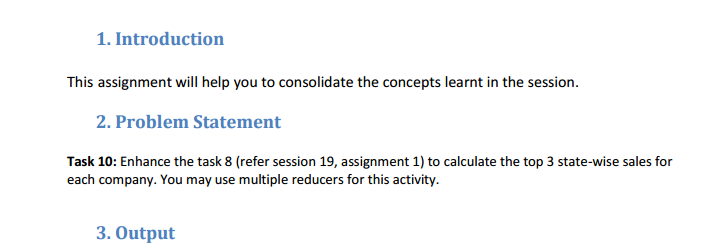 1. Introduction
This assignment will help you to consolidate the concepts learnt in the session.
2. Problem Statement
Task 10: Enhance the task 8 (refer session 19, assignment 1) to calculate the top 3 state-wise sales for
each company. You may use multiple reducers for this activity.
3. Output